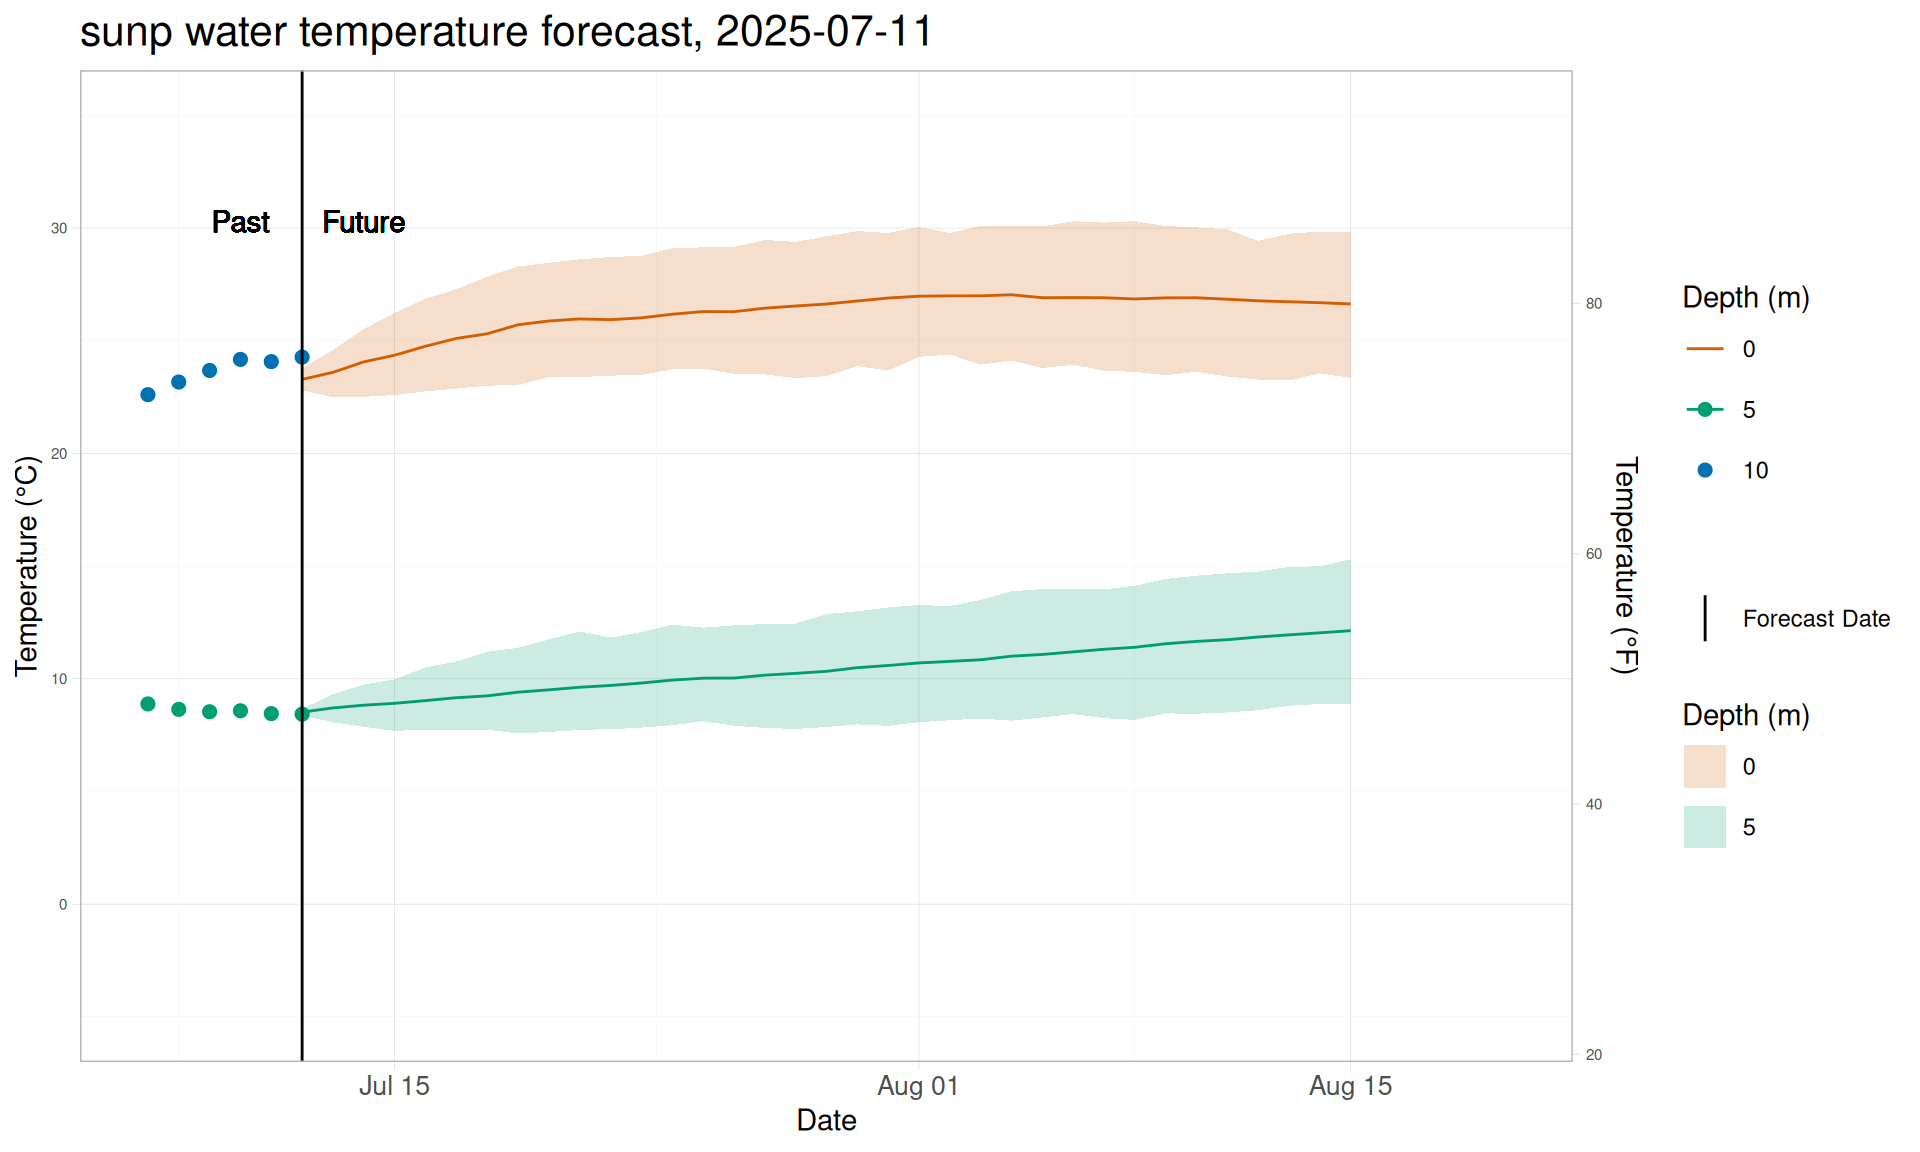 sunp water temperature forecast, 2025-07-11
Past
Future
30
20
10
0
Temperature (°C)
80
60
40
20
Temperature (°F)
Jul 15
Aug 01
Aug 15
Date
Depth (m)
0
5
10
Forecast Date
Depth (m)
0
5